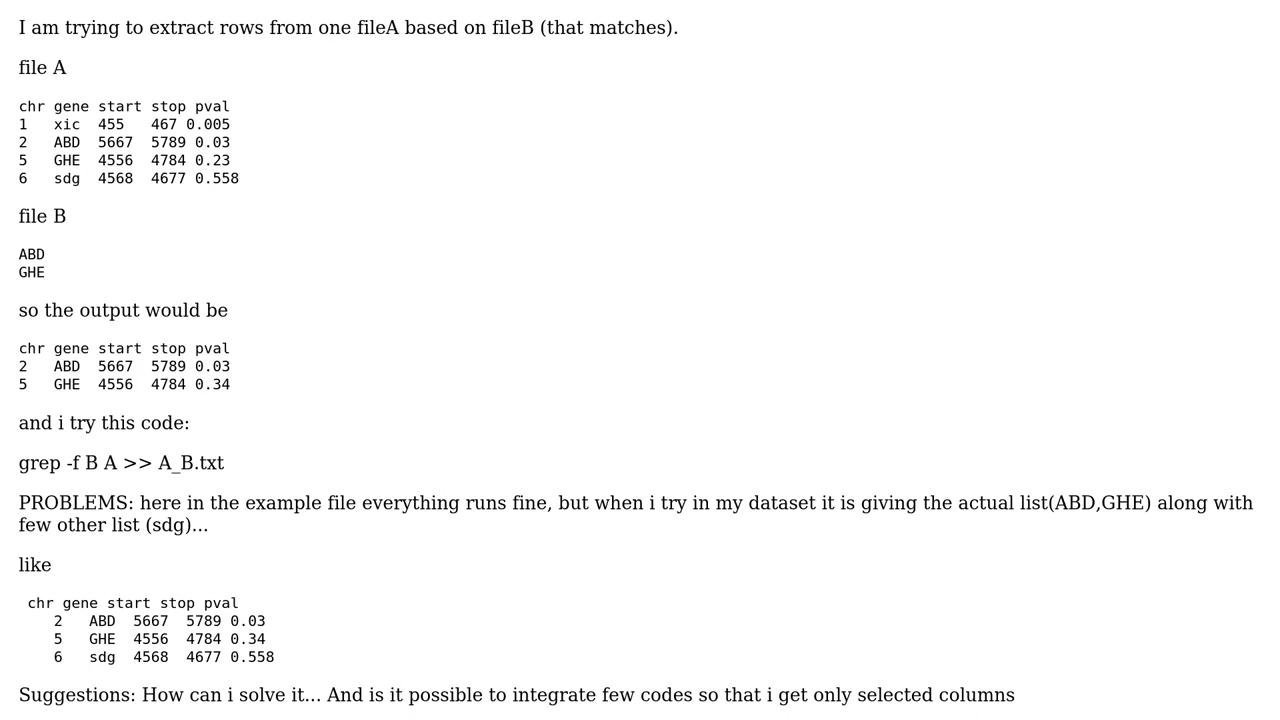 I am trying to extract rows from one fileA based on fileB (that matches).
file A
chr gene start stop pval
1   xic  455   467 0.005
2   ABD  5667  5789 0.03
5   GHE  4556  4784 0.23
6   sdg  4568  4677 0.558
file B
ABD
GHE
so the output would be
chr gene start stop pval
2   ABD  5667  5789 0.03
5   GHE  4556  4784 0.34
and i try this code:
grep -f B A >> A_B.txt
PROBLEMS: here in the example file everything runs fine, but when i try in my dataset it is giving the actual list(ABD,GHE) along with
few other list (sdg)...
like
 chr gene start stop pval
    2   ABD  5667  5789 0.03
    5   GHE  4556  4784 0.34
    6   sdg  4568  4677 0.558
Suggestions: How can i solve it... And is it possible to integrate few codes so that i get only selected columns